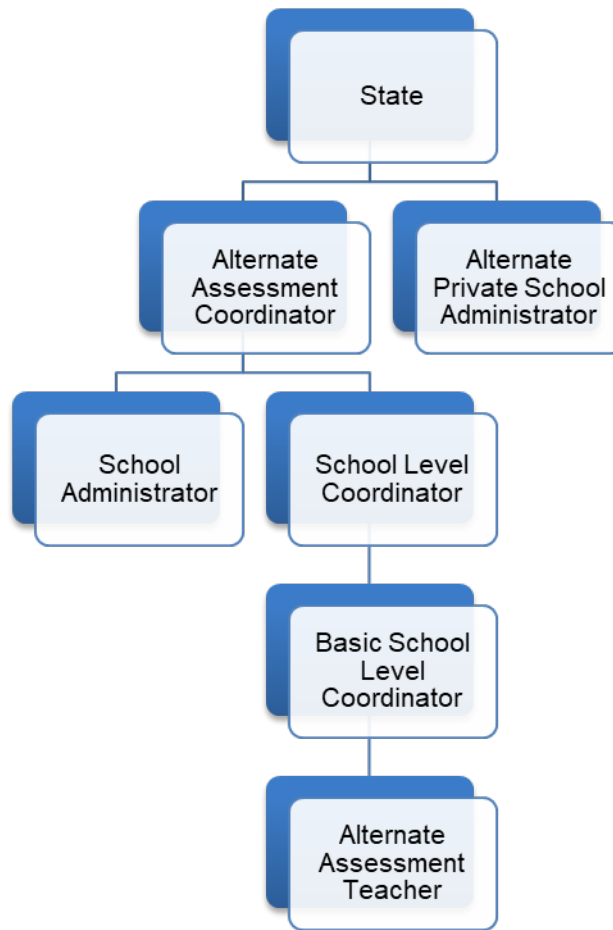 State
Alternate
Assessment
Coordinator
Alternate
Private School
Administrator
School
Administrator
School Level
Coordinator
Basic School
Level
Coordinator
Alternate
Assessment
Teacher